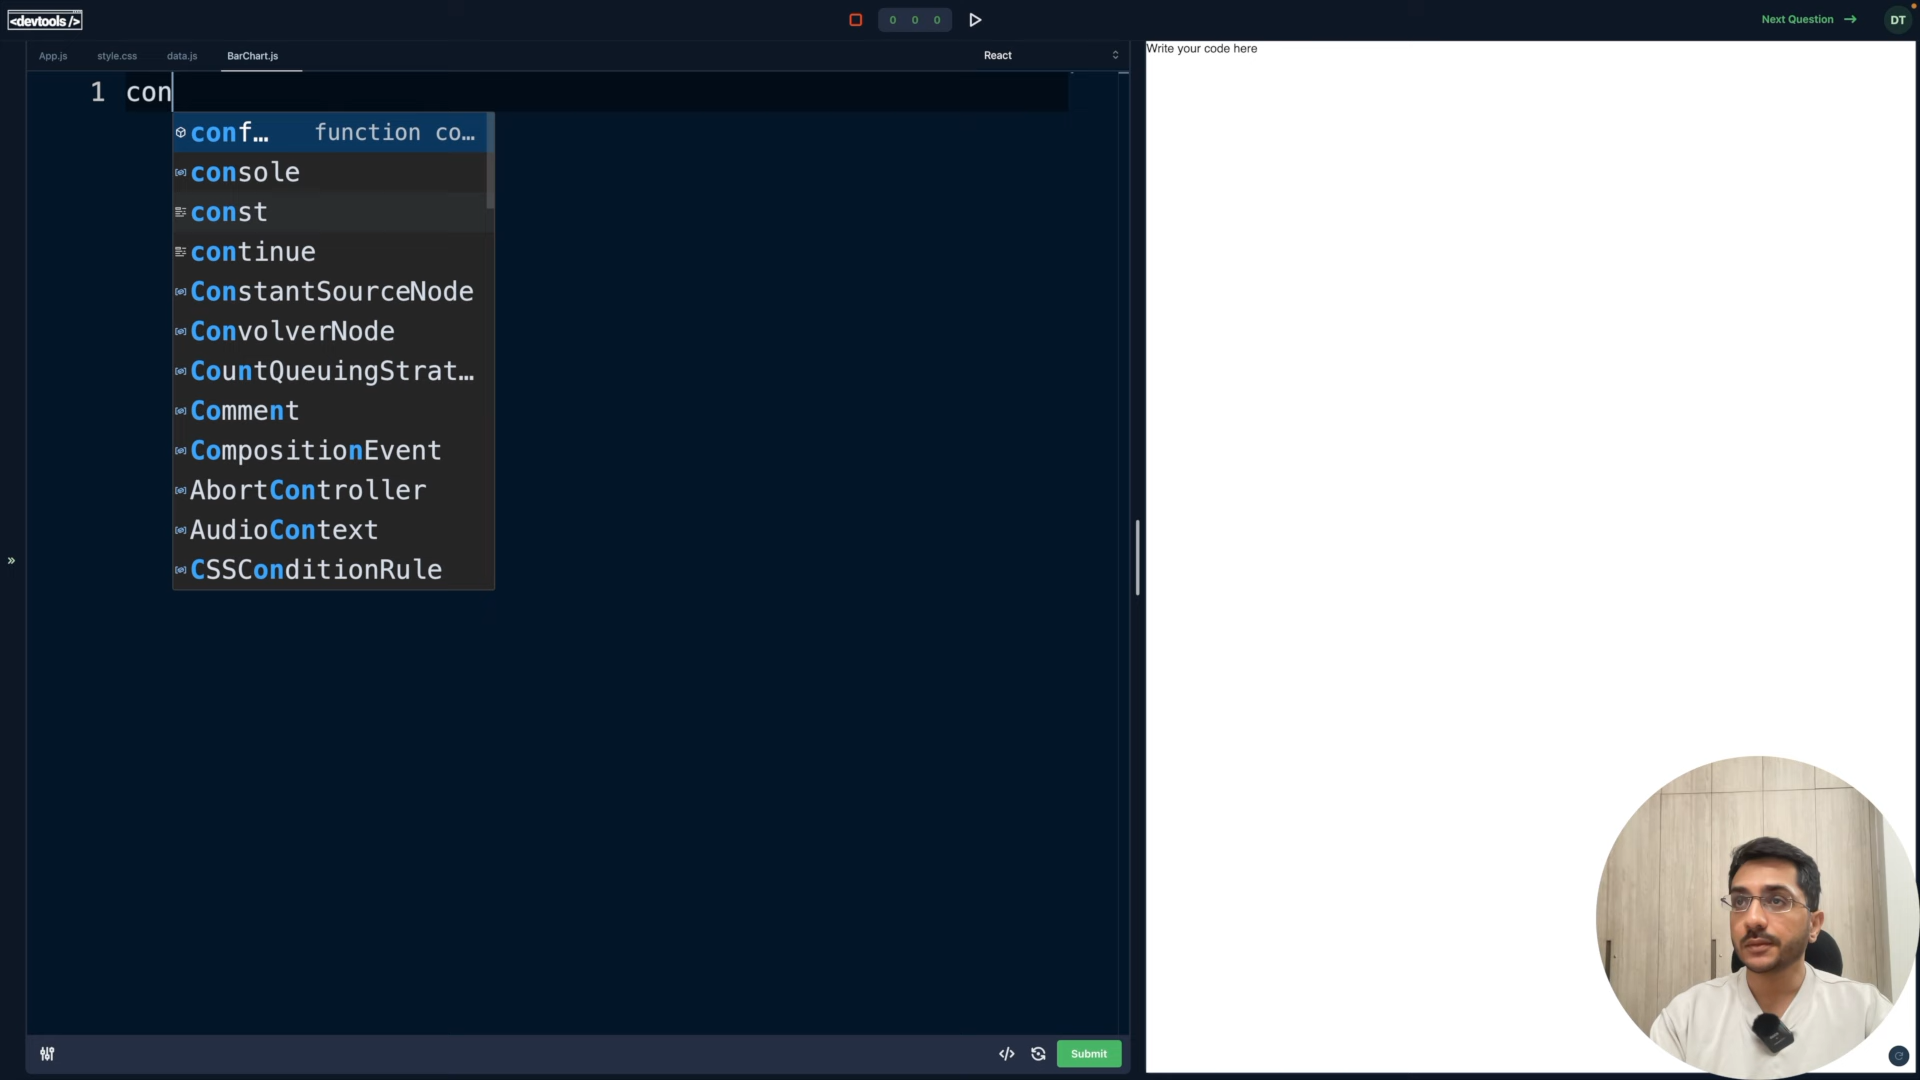 <devtools />
0 0 0
Next Question
DT
App.js
style.css
data.js
BarChart.js
React
Write your code here
1 con
conf… function co…
console
const
continue
ConstantSourceNode
ConvolverNode
CountQueuingStrat…
Comment
CompositionEvent
AbortController
AudioContext
CSSConditionRule
»
</>
Submit